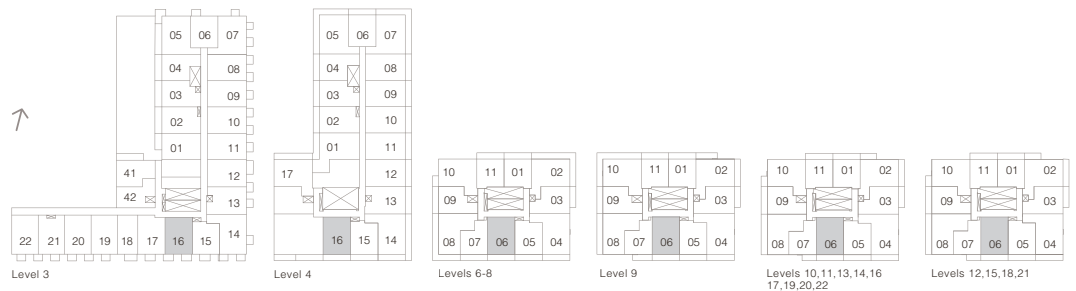 05 06 07
04 08
03 09
02 10
01 11
12
41
42 13
14
22 21 20 19 18 17 16 15
Level 3
05 06 07
04 08
03 09
02 10
01 11
17 12
13
16 15 14
Level 4
10 11 01 02
09 03
08 07 06 05 04
Levels 6-8
10 11 01 02
09 03
08 07 06 05 04
Level 9
10 11 01 02
09 03
08 07 06 05 04
Levels 10,11,13,14,16
17,19,20,22
10 11 01 02
09 03
08 07 06 05 04
Levels 12,15,18,21